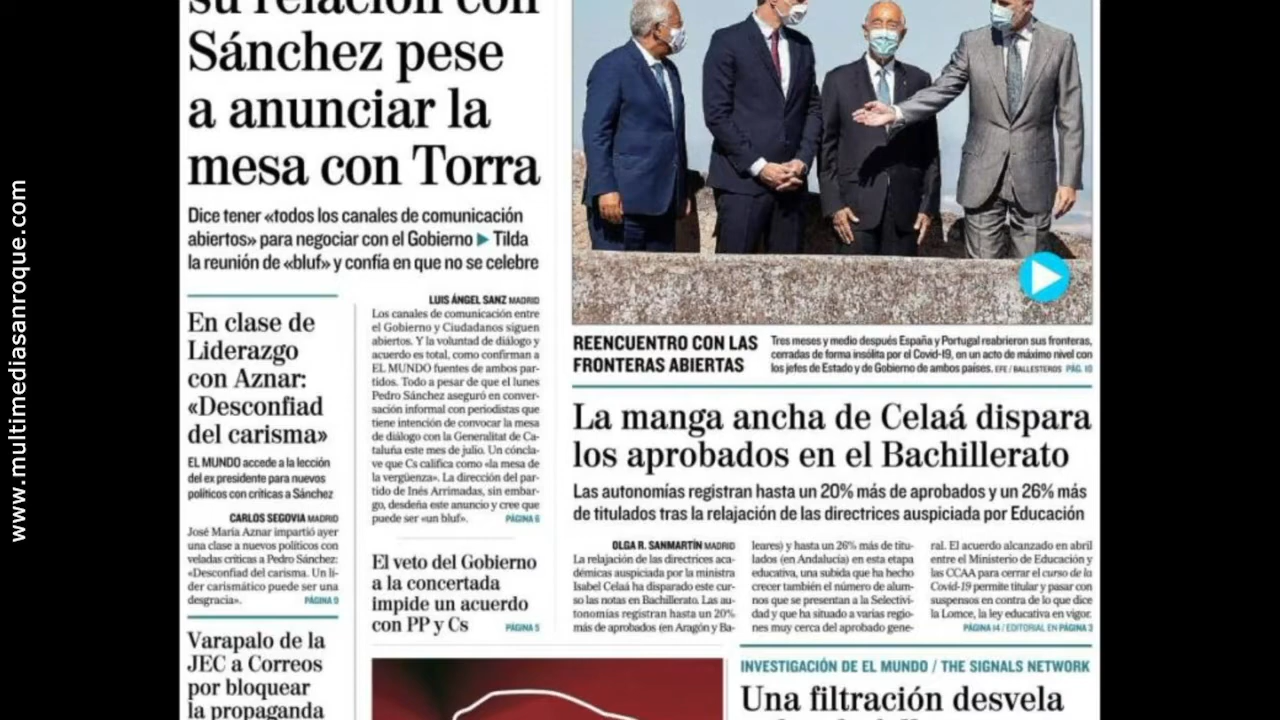 www.multimediasanroque.com
su relación con
Sánchez pese
a anunciar la
mesa con Torra
Dice tener «todos los canales de comunicación
abiertos» para negociar con el Gobierno ▶ Tilda
la reunión de «bluf» y confía en que no se celebre
En clase de
Liderazgo
con Aznar:
«Desconfiad
del carisma»
EL MUNDO accede a la lección
del ex presidente para nuevos
políticos con críticas a Sánchez
CARLOS SEGOVIA MADRID
José María Aznar impartió ayer
una clase a nuevos políticos con
veladas críticas a Pedro Sánchez:
«Desconfiad del carisma. Un lí-
der carismático puede ser una
desgracia». PÁGINA 9
Varapalo de la
JEC a Correos
por bloquear
la propaganda
LUIS ÁNGEL SANZ MADRID
Los canales de comunicación entre
el Gobierno y Ciudadanos siguen
abiertos. Y la voluntad de diálogo y
acuerdo es total, como confirman a
EL MUNDO fuentes de ambos par-
tidos. Todo a pesar de que el lunes
Pedro Sánchez aseguró en conver-
sación informal con periodistas que
tiene intención de convocar la mesa
de diálogo con la Generalitat de Ca-
taluña este mes de julio. Un cóncla-
ve que Cs califica como «la mesa de
la vergüenza». La dirección del par-
tido de Inés Arrimadas, sin embar-
go, desdeña este anuncio y cree que
puede ser «un bluf». PÁGINA 6
El veto del Gobierno
a la concertada
impide un acuerdo
con PP y Cs PÁGINA 5
REENCUENTRO CON LAS
FRONTERAS ABIERTAS
Tres meses y medio después España y Portugal reabrieron sus fronteras,
cerradas de forma insólita por el Covid-19, en un acto de máximo nivel con
los jefes de Estado y de Gobierno de ambos países. EFE / BALLESTEROS PÁG. 10
La manga ancha de Celaá dispara
los aprobados en el Bachillerato
Las autonomías registran hasta un 20% más de aprobados y un 26% más
de titulados tras la relajación de las directrices auspiciada por Educación
OLGA R. SANMARTÍN MADRID
La relajación de las directrices aca-
démicas auspiciada por la ministra
Isabel Celaá ha disparado este cur-
so las notas en Bachillerato. Las au-
tonomías registran hasta un 20%
más de aprobados (en Aragón y Ba-
leares) y hasta un 26% más de titu-
lados (en Andalucía) en esta etapa
educativa, una subida que ha hecho
crecer también el número de alum-
nos que se presentan a la Selectivi-
dad y que ha situado a varias regio-
nes muy cerca del aprobado gene-
ral. El acuerdo alcanzado en abril
entre el Ministerio de Educación y
las CCAA para cerrar el curso de la
Covid-19 permite titular y pasar con
suspensos en contra de lo que dice
la Lomce, la ley educativa en vigor.
PÁGINA 14 / EDITORIAL EN PÁGINA 3
INVESTIGACIÓN DE EL MUNDO / THE SIGNALS NETWORK
Una filtración desvela